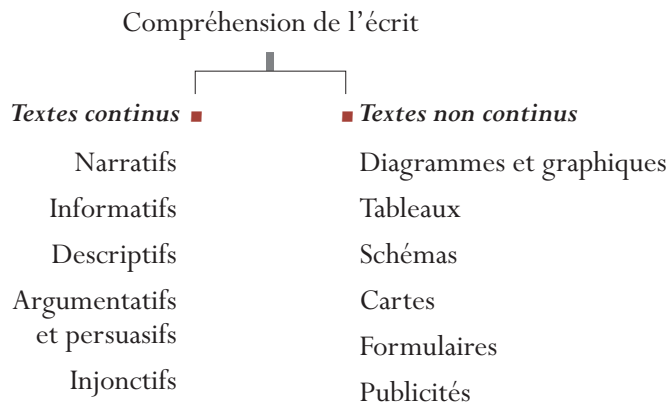 Compréhension de l’écrit
Textes continus
Narratifs
Informatifs
Descriptifs
Argumentatifs
et persuasifs
Injonctifs
Textes non continus
Diagrammes et graphiques
Tableaux
Schémas
Cartes
Formulaires
Publicités